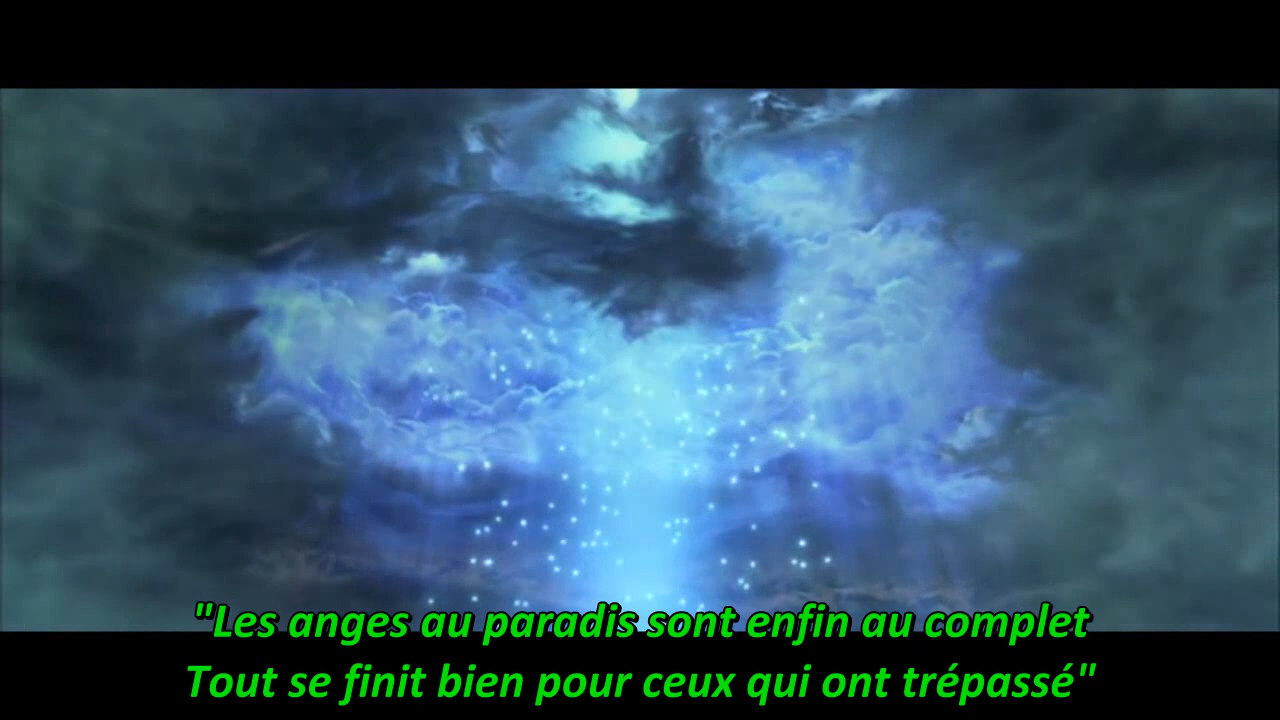 "Les anges au paradis sont enfin au complet
Tout se finit bien pour ceux qui ont trépassé"